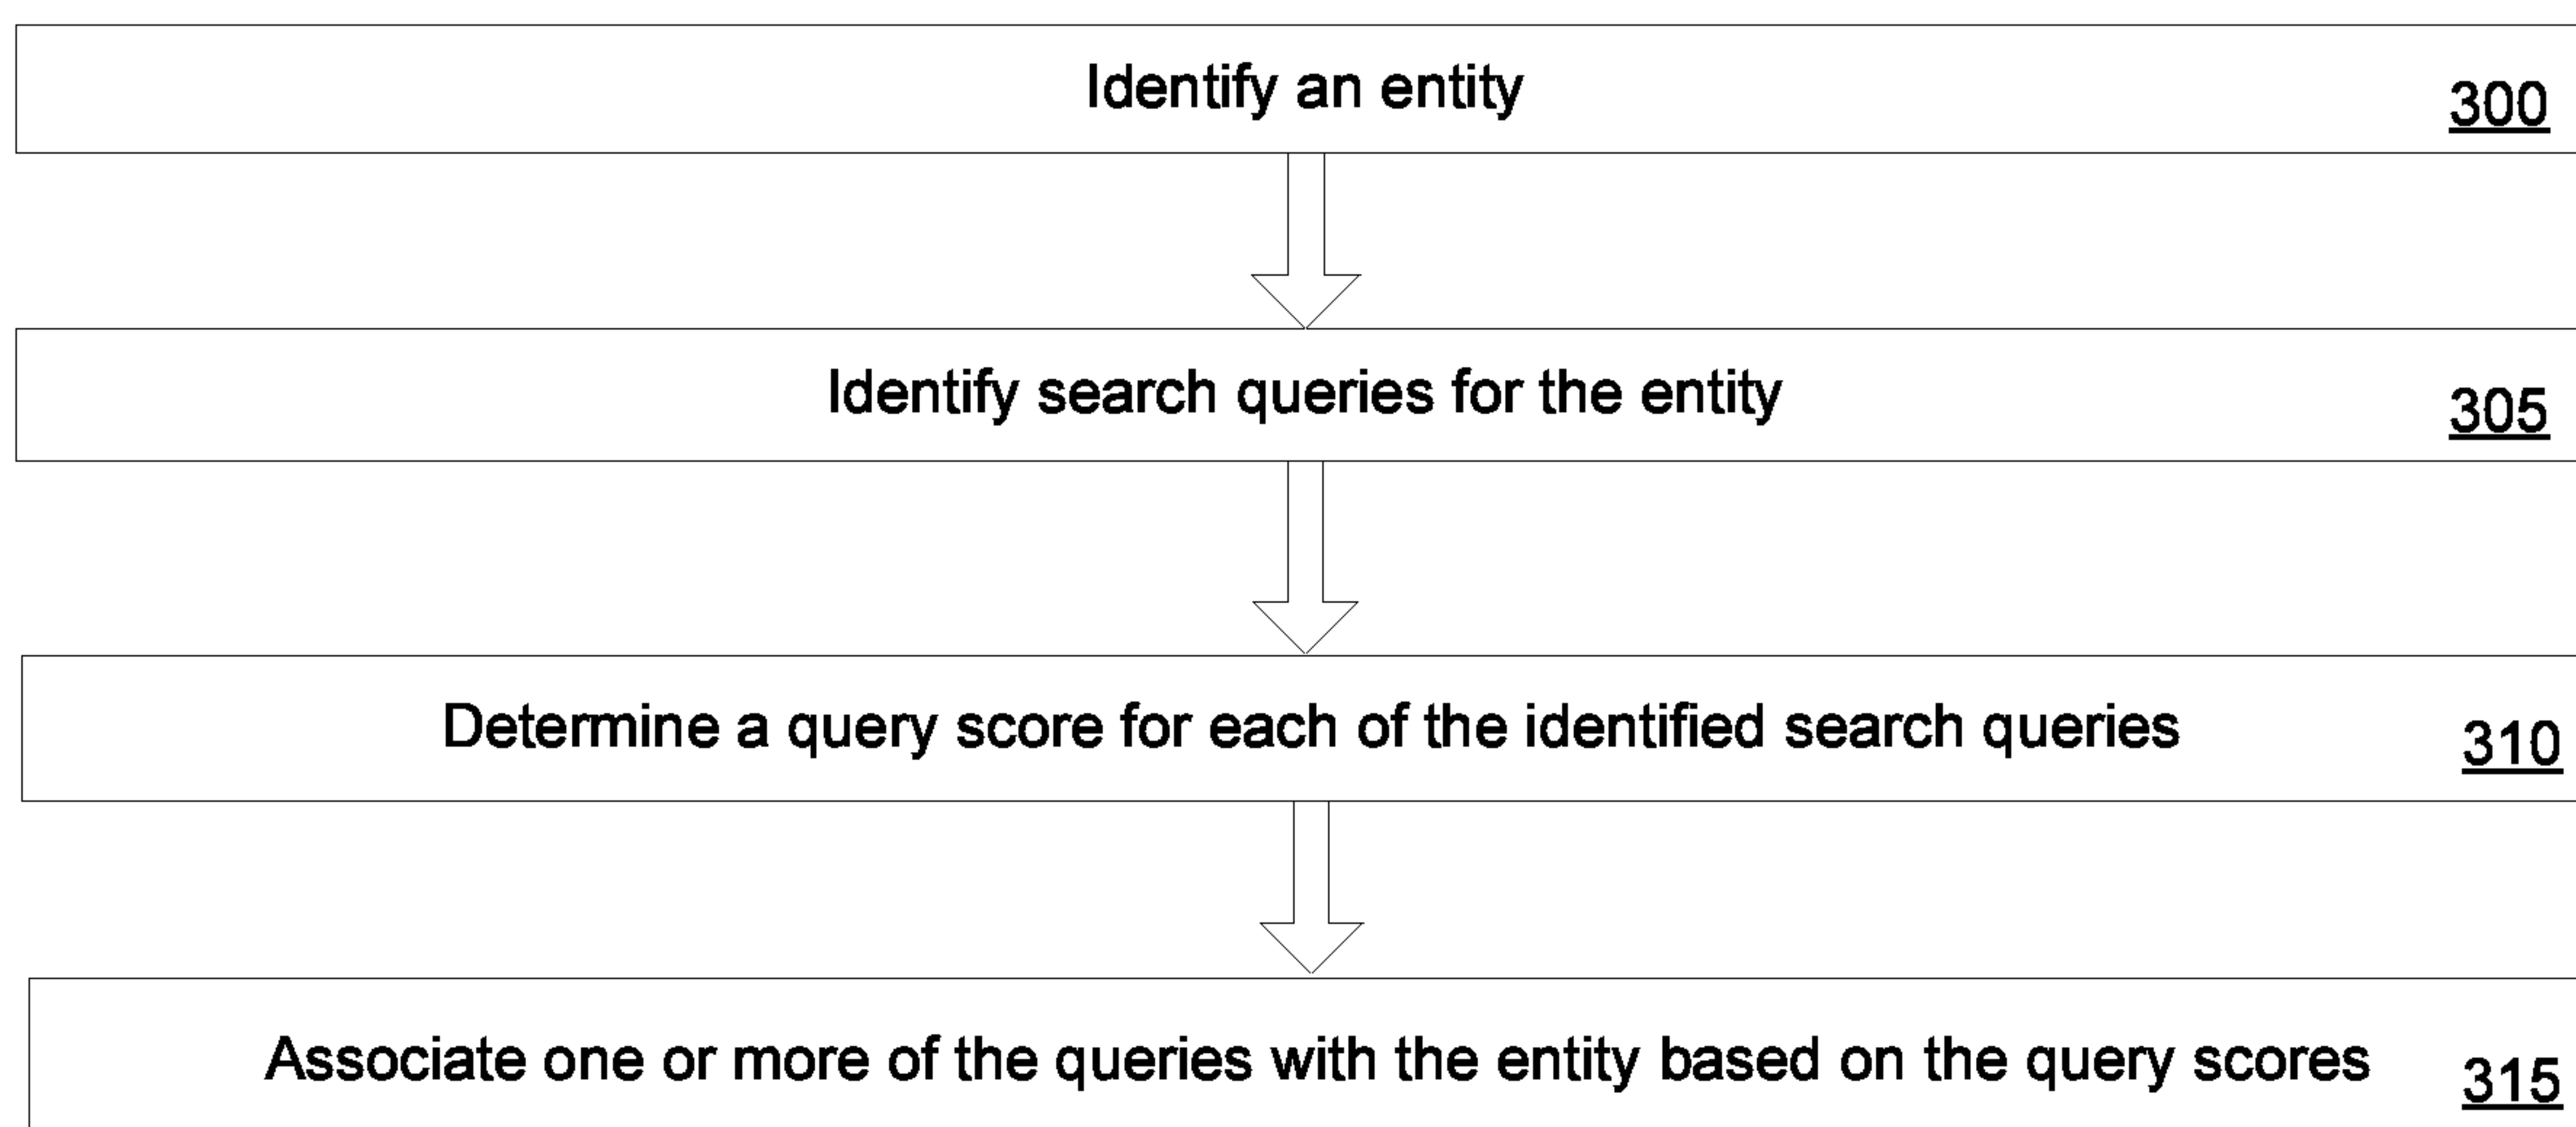 Identify an entity
300
Identify search queries for the entity
305
Determine a query score for each of the identified search queries
310
Associate one or more of the queries with the entity based on the query scores
315